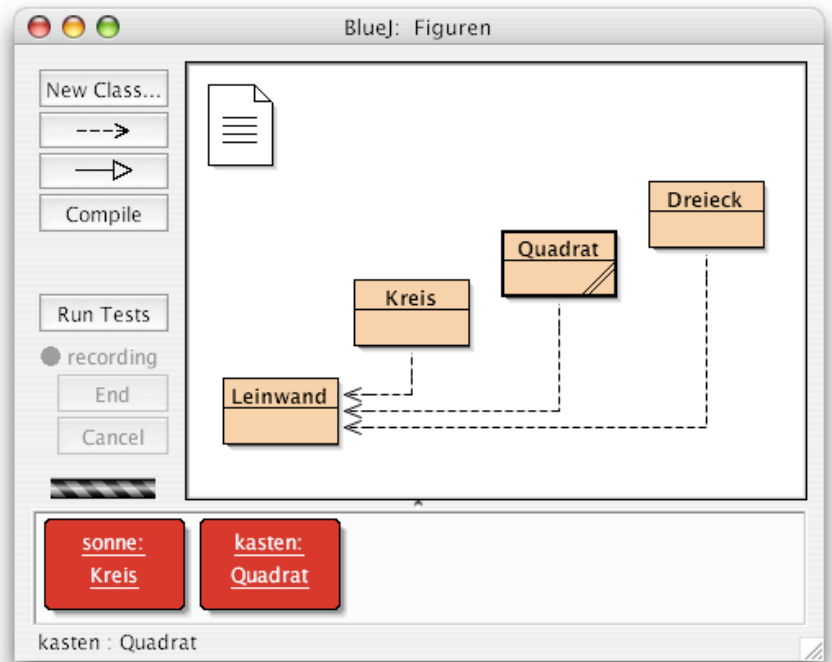 BlueJ: Figuren
New Class...
Compile
Run Tests
recording
End
Cancel
Dreieck
Quadrat
Kreis
Leinwand
sonne:
Kreis
kasten:
Quadrat
kasten : Quadrat